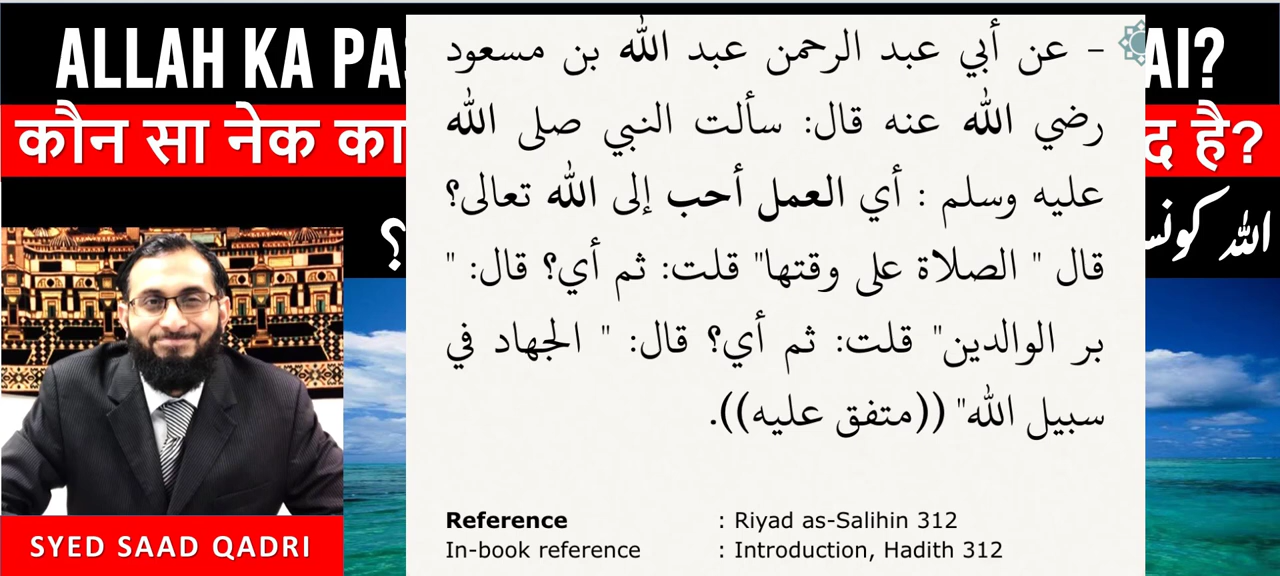 ALLAH KA PAS
AI?
कौन सा नेक का
द है?
الله كونس
؟
– عن أبي عبد الرحمن عبد الله بن مسعود
رضي الله عنه قال: سألت النبي صلى الله
عليه وسلم : أي العمل أحب إلى الله تعالى؟
قال " الصلاة على وقتها" قلت: ثم أي؟ قال: "
بر الوالدين" قلت: ثم أي؟ قال: " الجهاد في
سبيل الله" ((متفق عليه)).
Reference : Riyad as-Salihin 312
In-book reference : Introduction, Hadith 312
SYED SAAD QADRI